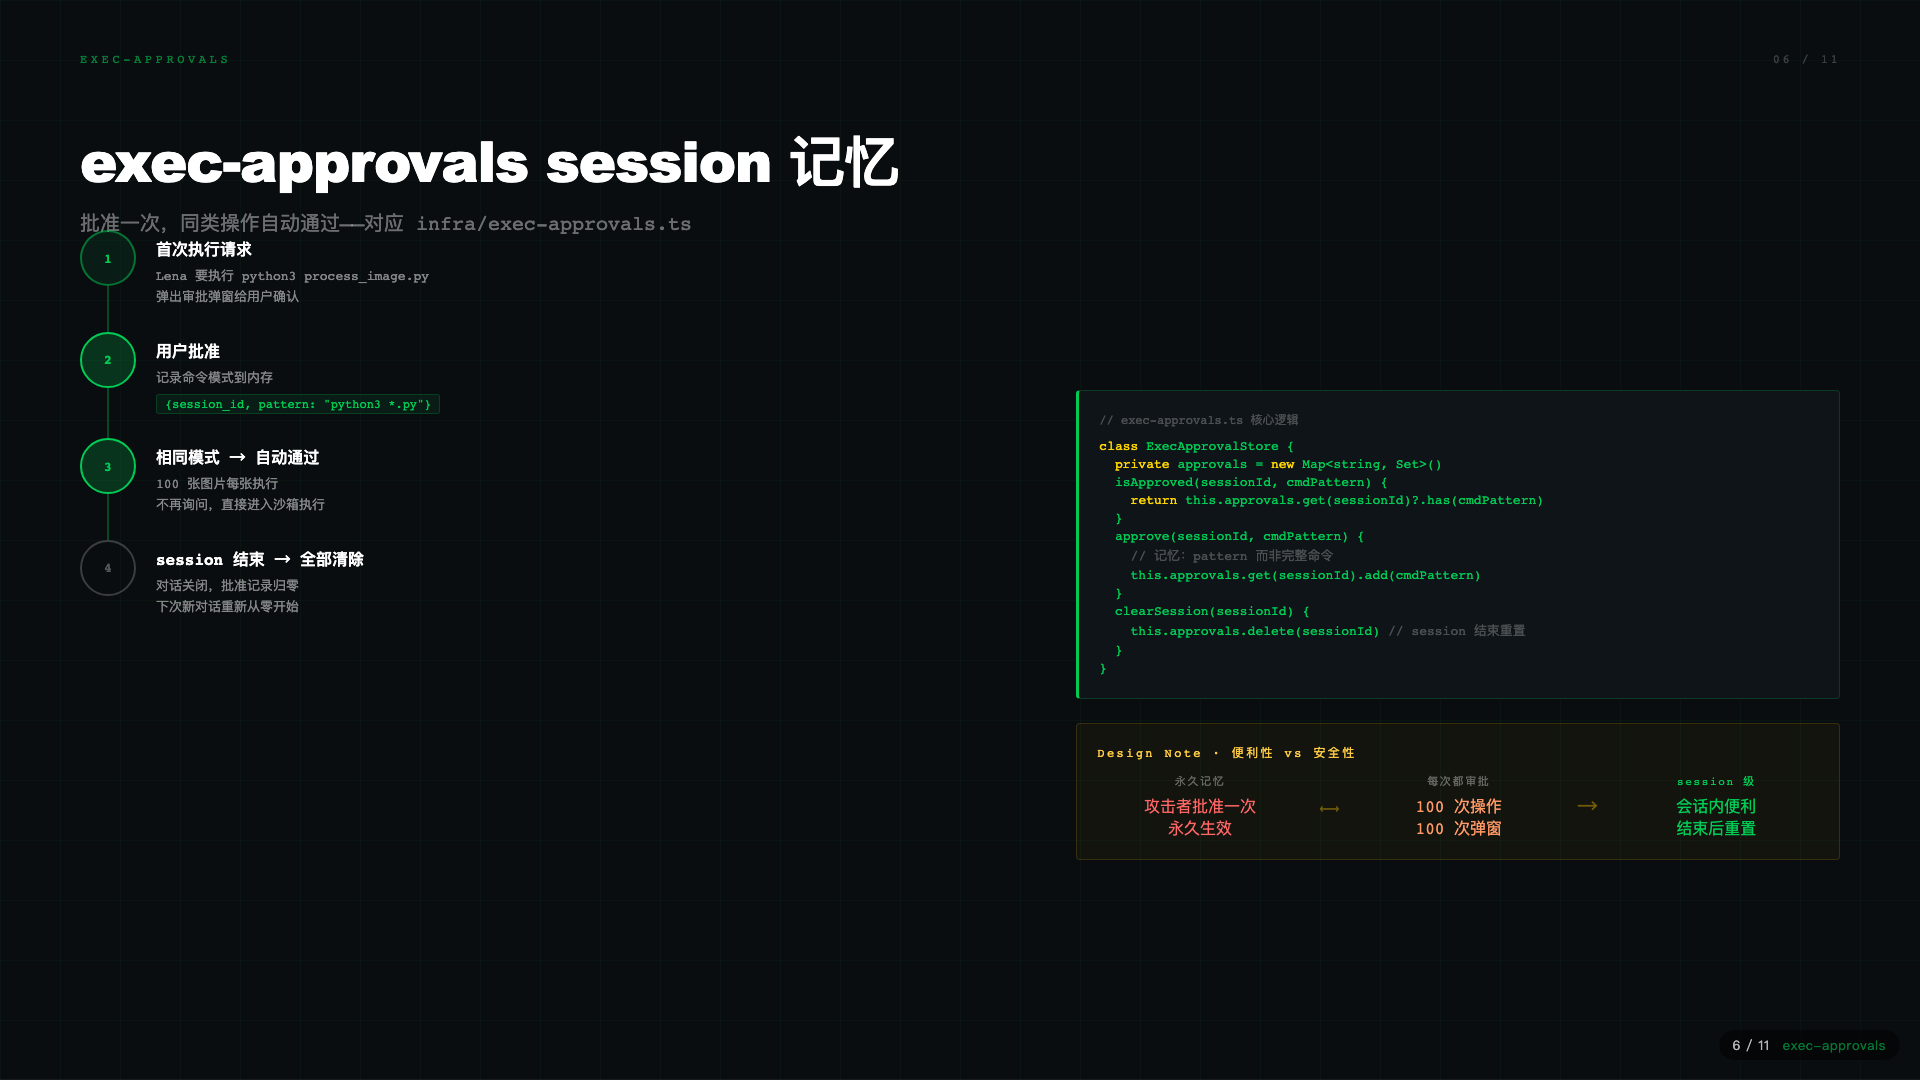 EXEC-APPROVALS
06 / 11
exec-approvals session 记忆
批准一次，同类操作自动通过——对应 infra/exec-approvals.ts
1
首次执行请求
Lena 要执行 python3 process_image.py
弹出审批弹窗给用户确认
2
用户批准
记录命令模式到内存
{session_id, pattern: "python3 *.py"}
3
相同模式 → 自动通过
100 张图片每张执行
不再询问，直接进入沙箱执行
4
session 结束 → 全部清除
对话关闭，批准记录归零
下次新对话重新从零开始
// exec-approvals.ts 核心逻辑
class ExecApprovalStore {
private approvals = new Map<string, Set>()
isApproved(sessionId, cmdPattern) {
return this.approvals.get(sessionId)?.has(cmdPattern)
}
approve(sessionId, cmdPattern) {
// 记忆：pattern 而非完整命令
this.approvals.get(sessionId).add(cmdPattern)
}
clearSession(sessionId) {
this.approvals.delete(sessionId) // session 结束重置
}
}
Design Note · 便利性 vs 安全性
永久记忆
攻击者批准一次
永久生效
↔
每次都审批
100 次操作
100 次弹窗
→
session 级
会话内便利
结束后重置
6 / 11 exec-approvals